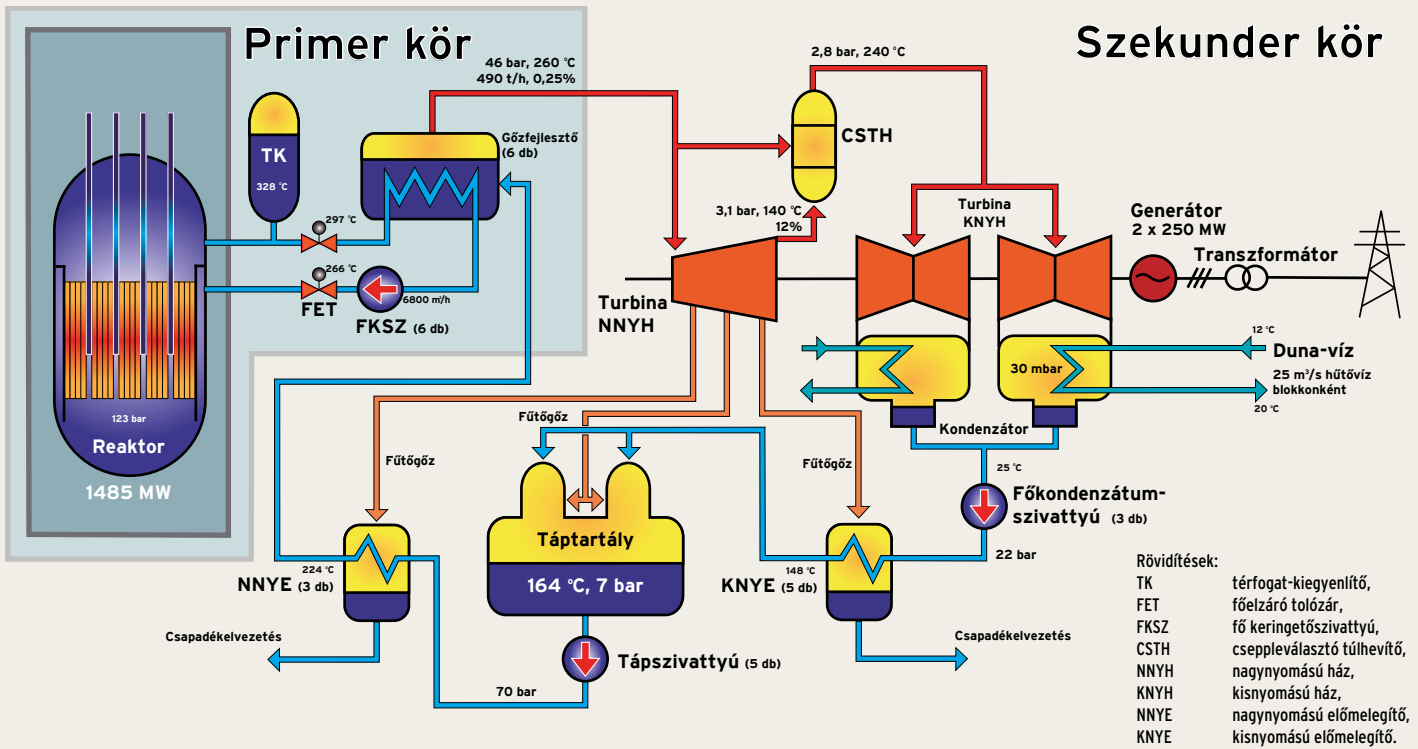 Primer kör
Szekunder kör
46 bar, 260 °C
490 t/h, 0,25%
2,8 bar, 240 °C
TK
328 °C
Gőzfejlesztő
(6 db)
CSTH
297 °C
3,1 bar, 140 °C
12%
Turbina
KNYH
Generátor
2 x 250 MW
Transzformátor
266 °C
FET
6800 m³/h
FKSZ (6 db)
Turbina
NNYH
12 °C
Duna-víz
25 m³/s hűtővíz
blokkonként
20 °C
30 mbar
Kondenzátor
123 bar
Reaktor
1485 MW
Fűtőgőz
Fűtőgőz
Fűtőgőz
25 °C
Főkondenzátum-
szivattyú (3 db)
22 bar
Táptartály
164 °C, 7 bar
224 °C
NNYE (3 db)
148 °C
KNYE (5 db)
Csapadékelvezetés
Csapadékelvezetés
Tápszivattyú (5 db)
70 bar
Rövidítések:
TK térfogat-kiegyenlítő,
FET főelzáró tolózár,
FKSZ fő keringetőszivattyú,
CSTH cseppleválasztó túlhevítő,
NNYH nagynyomású ház,
KNYH kisnyomású ház,
NNYE nagynyomású előmelegítő,
KNYE kisnyomású előmelegítő.